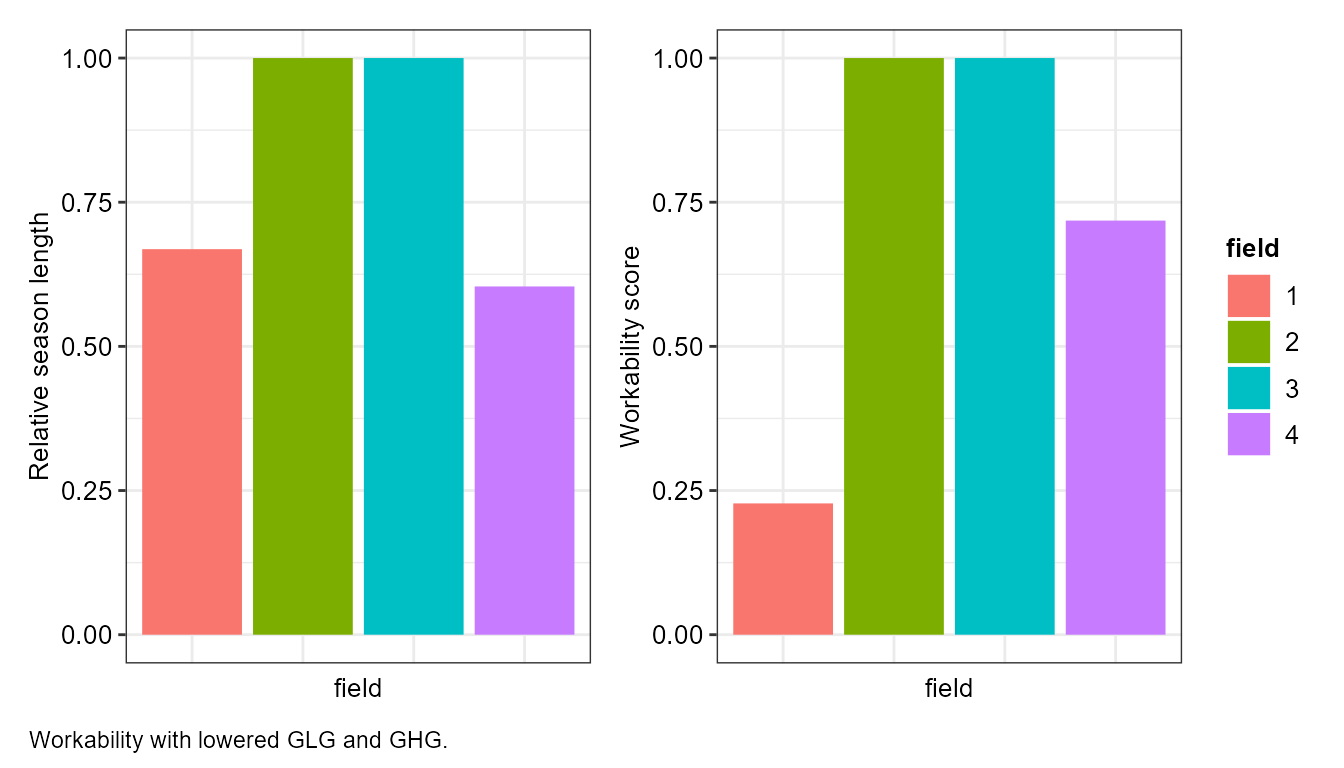 Relative season length
1.00
0.75
0.50
0.25
0.00
field
Workability score
1.00
0.75
0.50
0.25
0.00
field
field
1
2
3
4
Workability with lowered GLG and GHG.